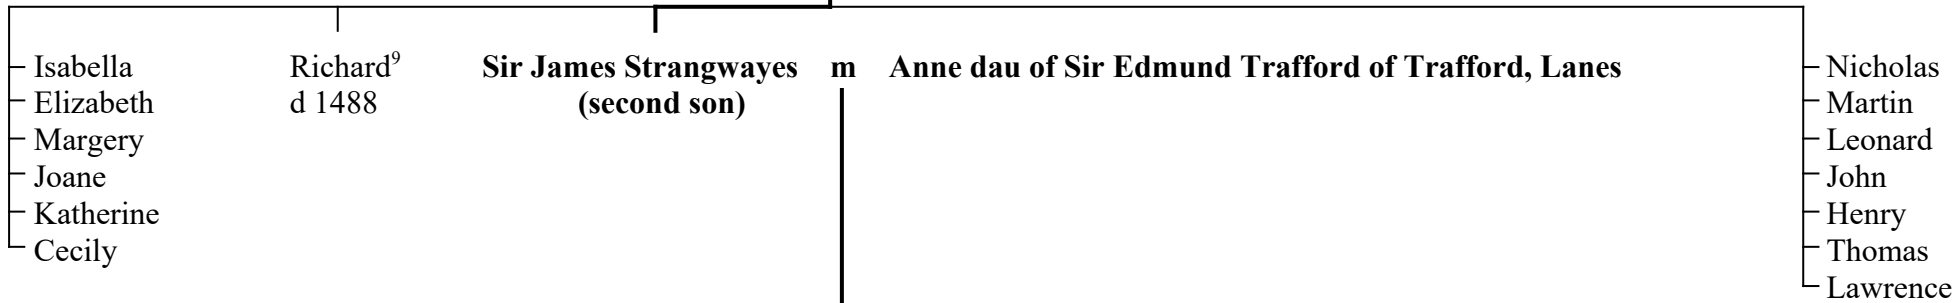 Isabella
Elizabeth
Margery
Joane
Katherine
Cecily
Richard⁹
d 1488
Sir James Strangwayes m Anne dau of Sir Edmund Trafford of Trafford, Lanes
(second son)
Nicholas
Martin
Leonard
John
Henry
Thomas
Lawrence